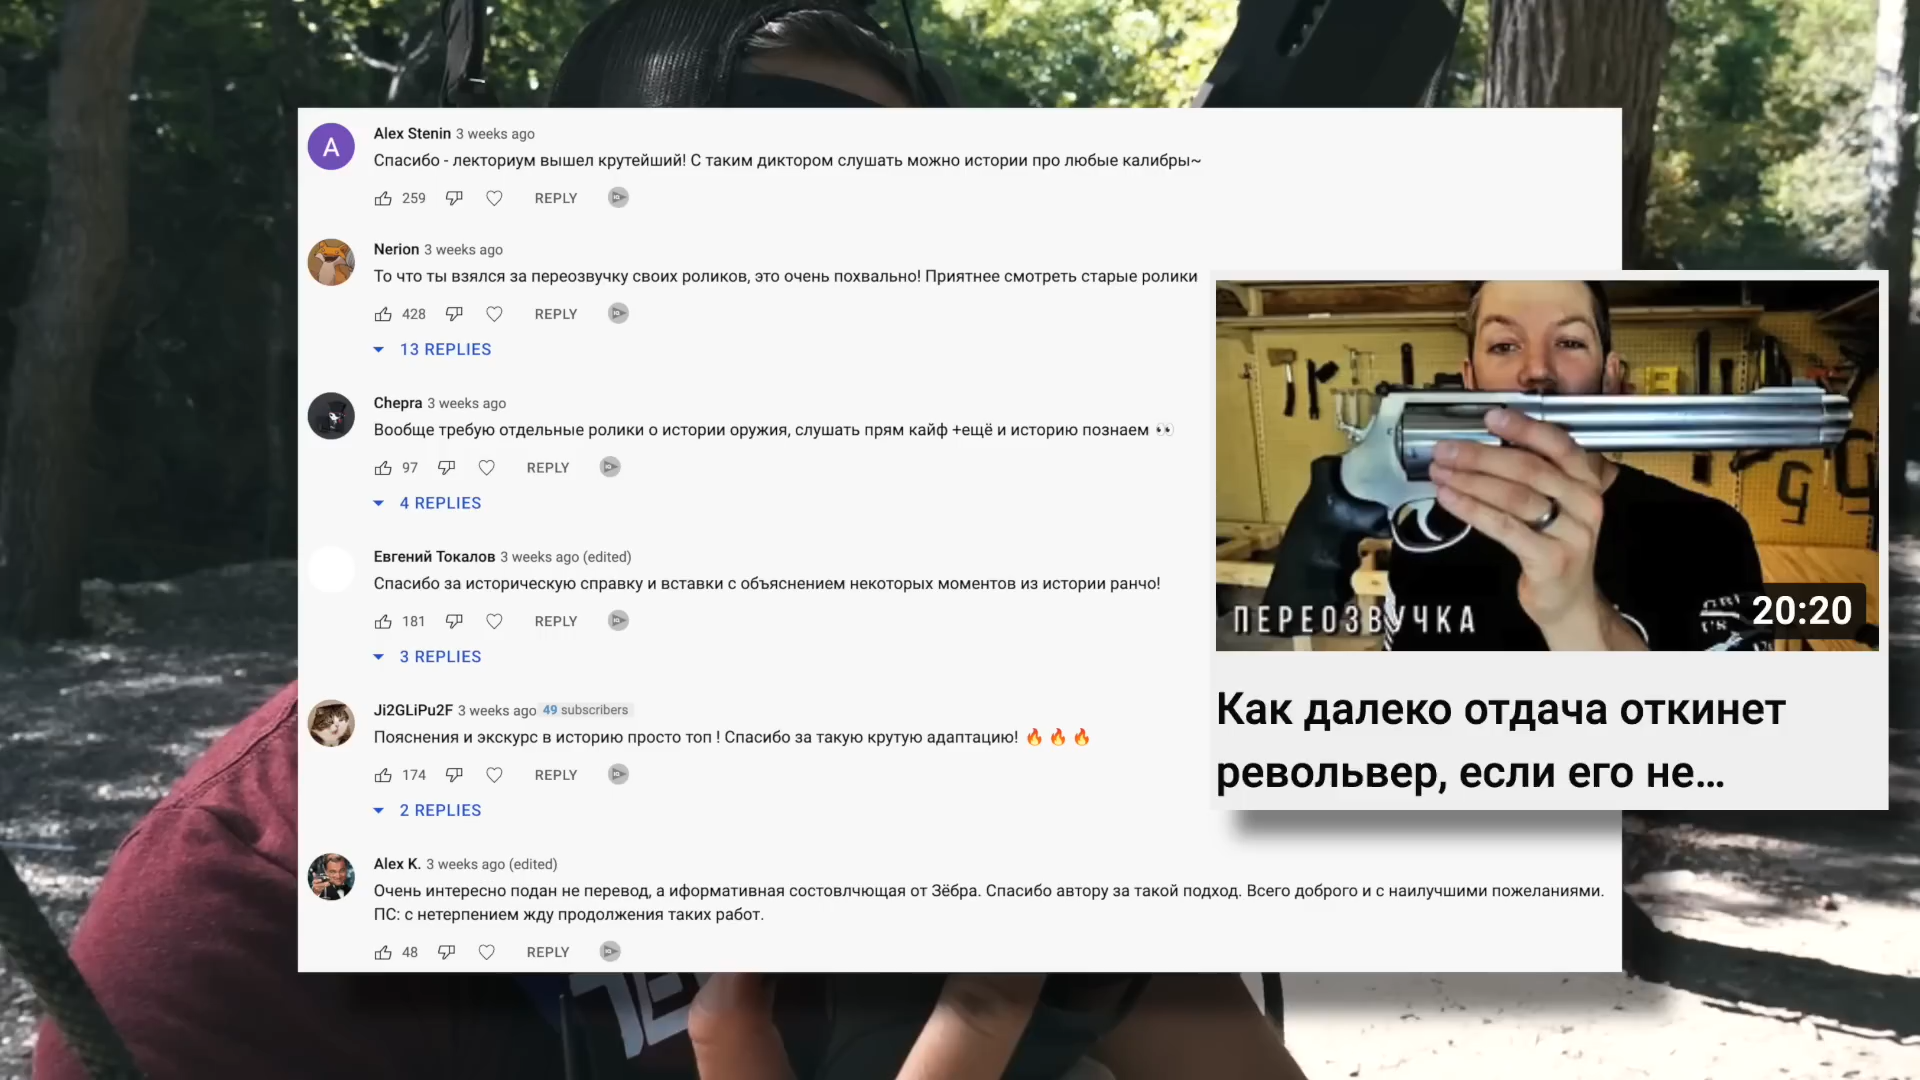 Alex Stenin 3 weeks ago
Спасибо - лекториум вышел крутейший! С таким диктором слушать можно истории про любые калибры~
259 REPLY
Nerion 3 weeks ago
То что ты взялся за переозвучку своих роликов, это очень похвально! Приятнее смотреть старые ролики
428 REPLY
13 REPLIES
Chepra 3 weeks ago
Вообще требую отдельные ролики о истории оружия, слушать прям кайф +ещё и историю познаем 👀
97 REPLY
4 REPLIES
Евгений Токалов 3 weeks ago (edited)
Спасибо за историческую справку и вставки с объяснением некоторых моментов из истории ранчо!
181 REPLY
3 REPLIES
Ji2GLiPu2F 3 weeks ago 49 subscribers
Пояснения и экскурс в историю просто топ ! Спасибо за такую крутую адаптацию! 🔥 🔥 🔥
174 REPLY
2 REPLIES
Alex K. 3 weeks ago (edited)
Очень интересно подан не перевод, а иформативная состовлчющая от Зёбра. Спасибо автору за такой подход. Всего доброго и с наилучшими пожеланиями.
ПС: с нетерпением жду продолжения таких работ.
48 REPLY
A
ПЕРЕОЗВУЧКА
20:20
Как далеко отдача откинет
револьвер, если его не...